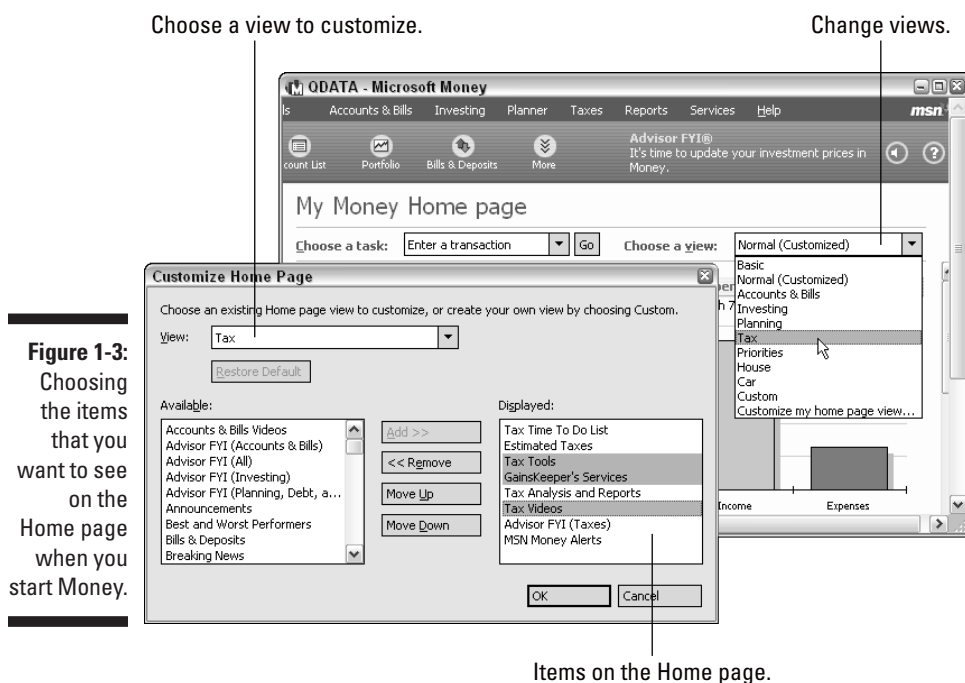 Choose a view to customize.
Change views.
QDATA - Microsoft Money
ls Accounts & Bills Investing Planner Taxes Reports Services Help msn
count List Portfolio Bills & Deposits More
Advisor FYI®
It's time to update your investment prices in
Money.
My Money Home page
Choose a task: Enter a transaction Go Choose a view: Normal (Customized)
Basic
Normal (Customized)
Accounts & Bills
Investing
Planning
Tax
Priorities
House
Car
Custom
Customize my home page view...
Income Expenses
Customize Home Page
Choose an existing Home page view to customize, or create your own view by choosing Custom.
View: Tax
Restore Default
Available:
Accounts & Bills Videos
Advisor FYI (Accounts & Bills)
Advisor FYI (All)
Advisor FYI (Investing)
Advisor FYI (Planning, Debt, a...
Announcements
Best and Worst Performers
Bills & Deposits
Breaking News
Add >>
<< Remove
Move Up
Move Down
Displayed:
Tax Time To Do List
Estimated Taxes
Tax Tools
GainsKeeper's Services
Tax Analysis and Reports
Tax Videos
Advisor FYI (Taxes)
MSN Money Alerts
OK Cancel
Items on the Home page.
Figure 1-3:
Choosing
the items
that you
want to see
on the
Home page
when you
start Money.